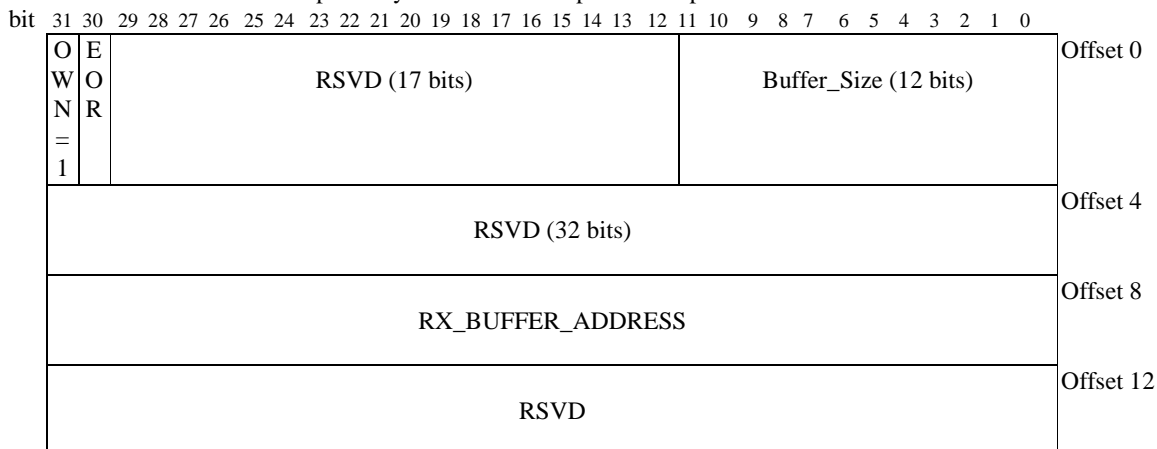 bit 31 30 29 28 27 26 25 24 23 22 21 20 19 18 17 16 15 14 13 12 11 10 9 8 7 6 5 4 3 2 1 0
O E Offset 0
W O RSVD (17 bits) Buffer_Size (12 bits)
N R
=
1
Offset 4
RSVD (32 bits)
Offset 8
RX_BUFFER_ADDRESS
Offset 12
RSVD